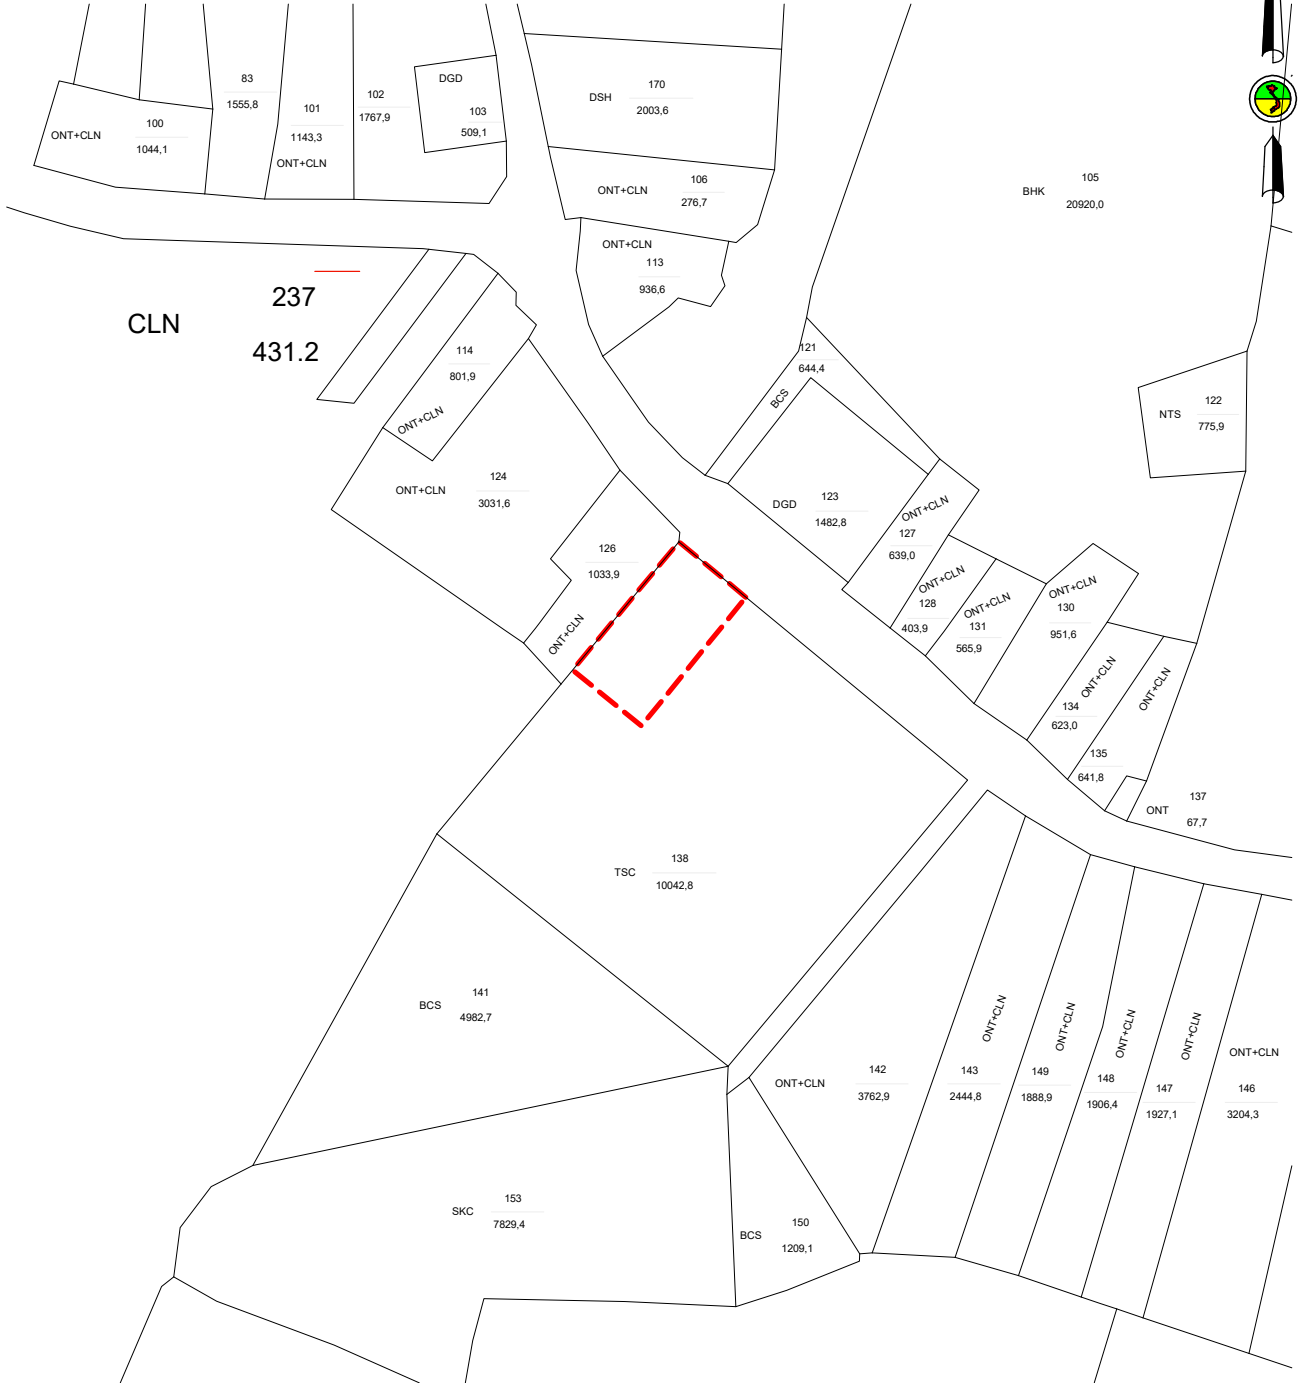 83
1555,8
101
1143,3
ONT+CLN
102
1767,9
DGD
103
509,1
ONT+CLN
100
1044,1
DSH
170
2003,6
ONT+CLN
106
276,7
BHK
105
20920,0
ONT+CLN
113
936,6
CLN
237
431.2
114
801,9
ONT+CLN
121
644,4
BCS
NTS
122
775,9
ONT+CLN
124
3031,6
DGD
123
1482,8
ONT+CLN
127
639,0
126
1033,9
ONT+CLN
ONT+CLN
128
403,9
ONT+CLN
131
565,9
ONT+CLN
130
951,6
ONT+CLN
134
623,0
ONT+CLN
135
641,8
ONT
137
67,7
TSC
138
10042,8
BCS
141
4982,7
ONT+CLN
142
3762,9
ONT+CLN
143
2444,8
ONT+CLN
149
1888,9
ONT+CLN
148
1906,4
ONT+CLN
147
1927,1
ONT+CLN
146
3204,3
SKC
153
7829,4
BCS
150
1209,1